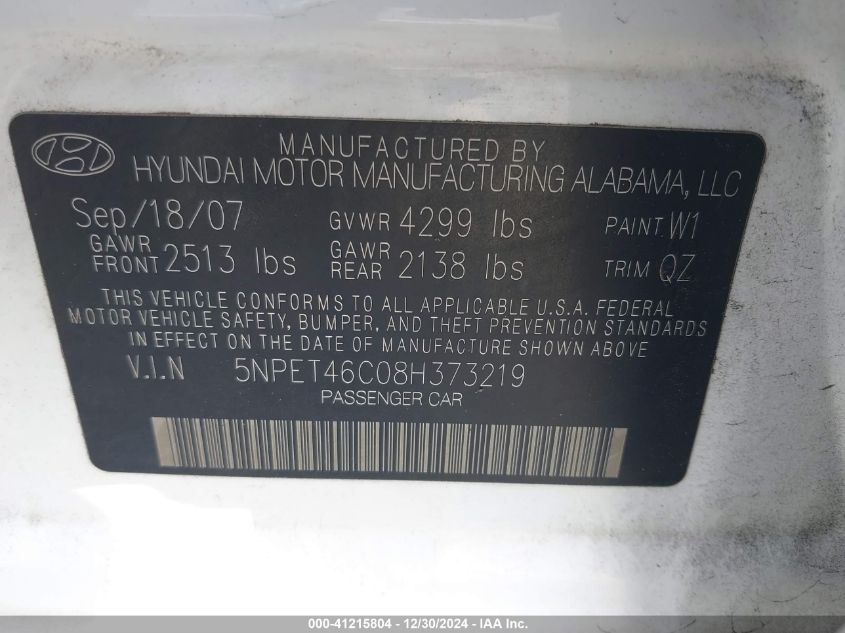 MANUFACTURED BY
HYUNDAI MOTOR MANUFACTURING ALABAMA, LLC
Sep/18/07 GVWR 4299 lbs PAINT W1
GAWR FRONT 2513 lbs GAWR REAR 2138 lbs TRIM QZ
THIS VEHICLE CONFORMS TO ALL APPLICABLE U.S.A. FEDERAL
MOTOR VEHICLE SAFETY, BUMPER, AND THEFT PREVENTION STANDARDS
IN EFFECT ON THE DATE OF MANUFACTURE SHOWN ABOVE
V.I.N 5NPET46C08H373219
PASSENGER CAR
000-41215804 - 12/30/2024 - www.iaai.com